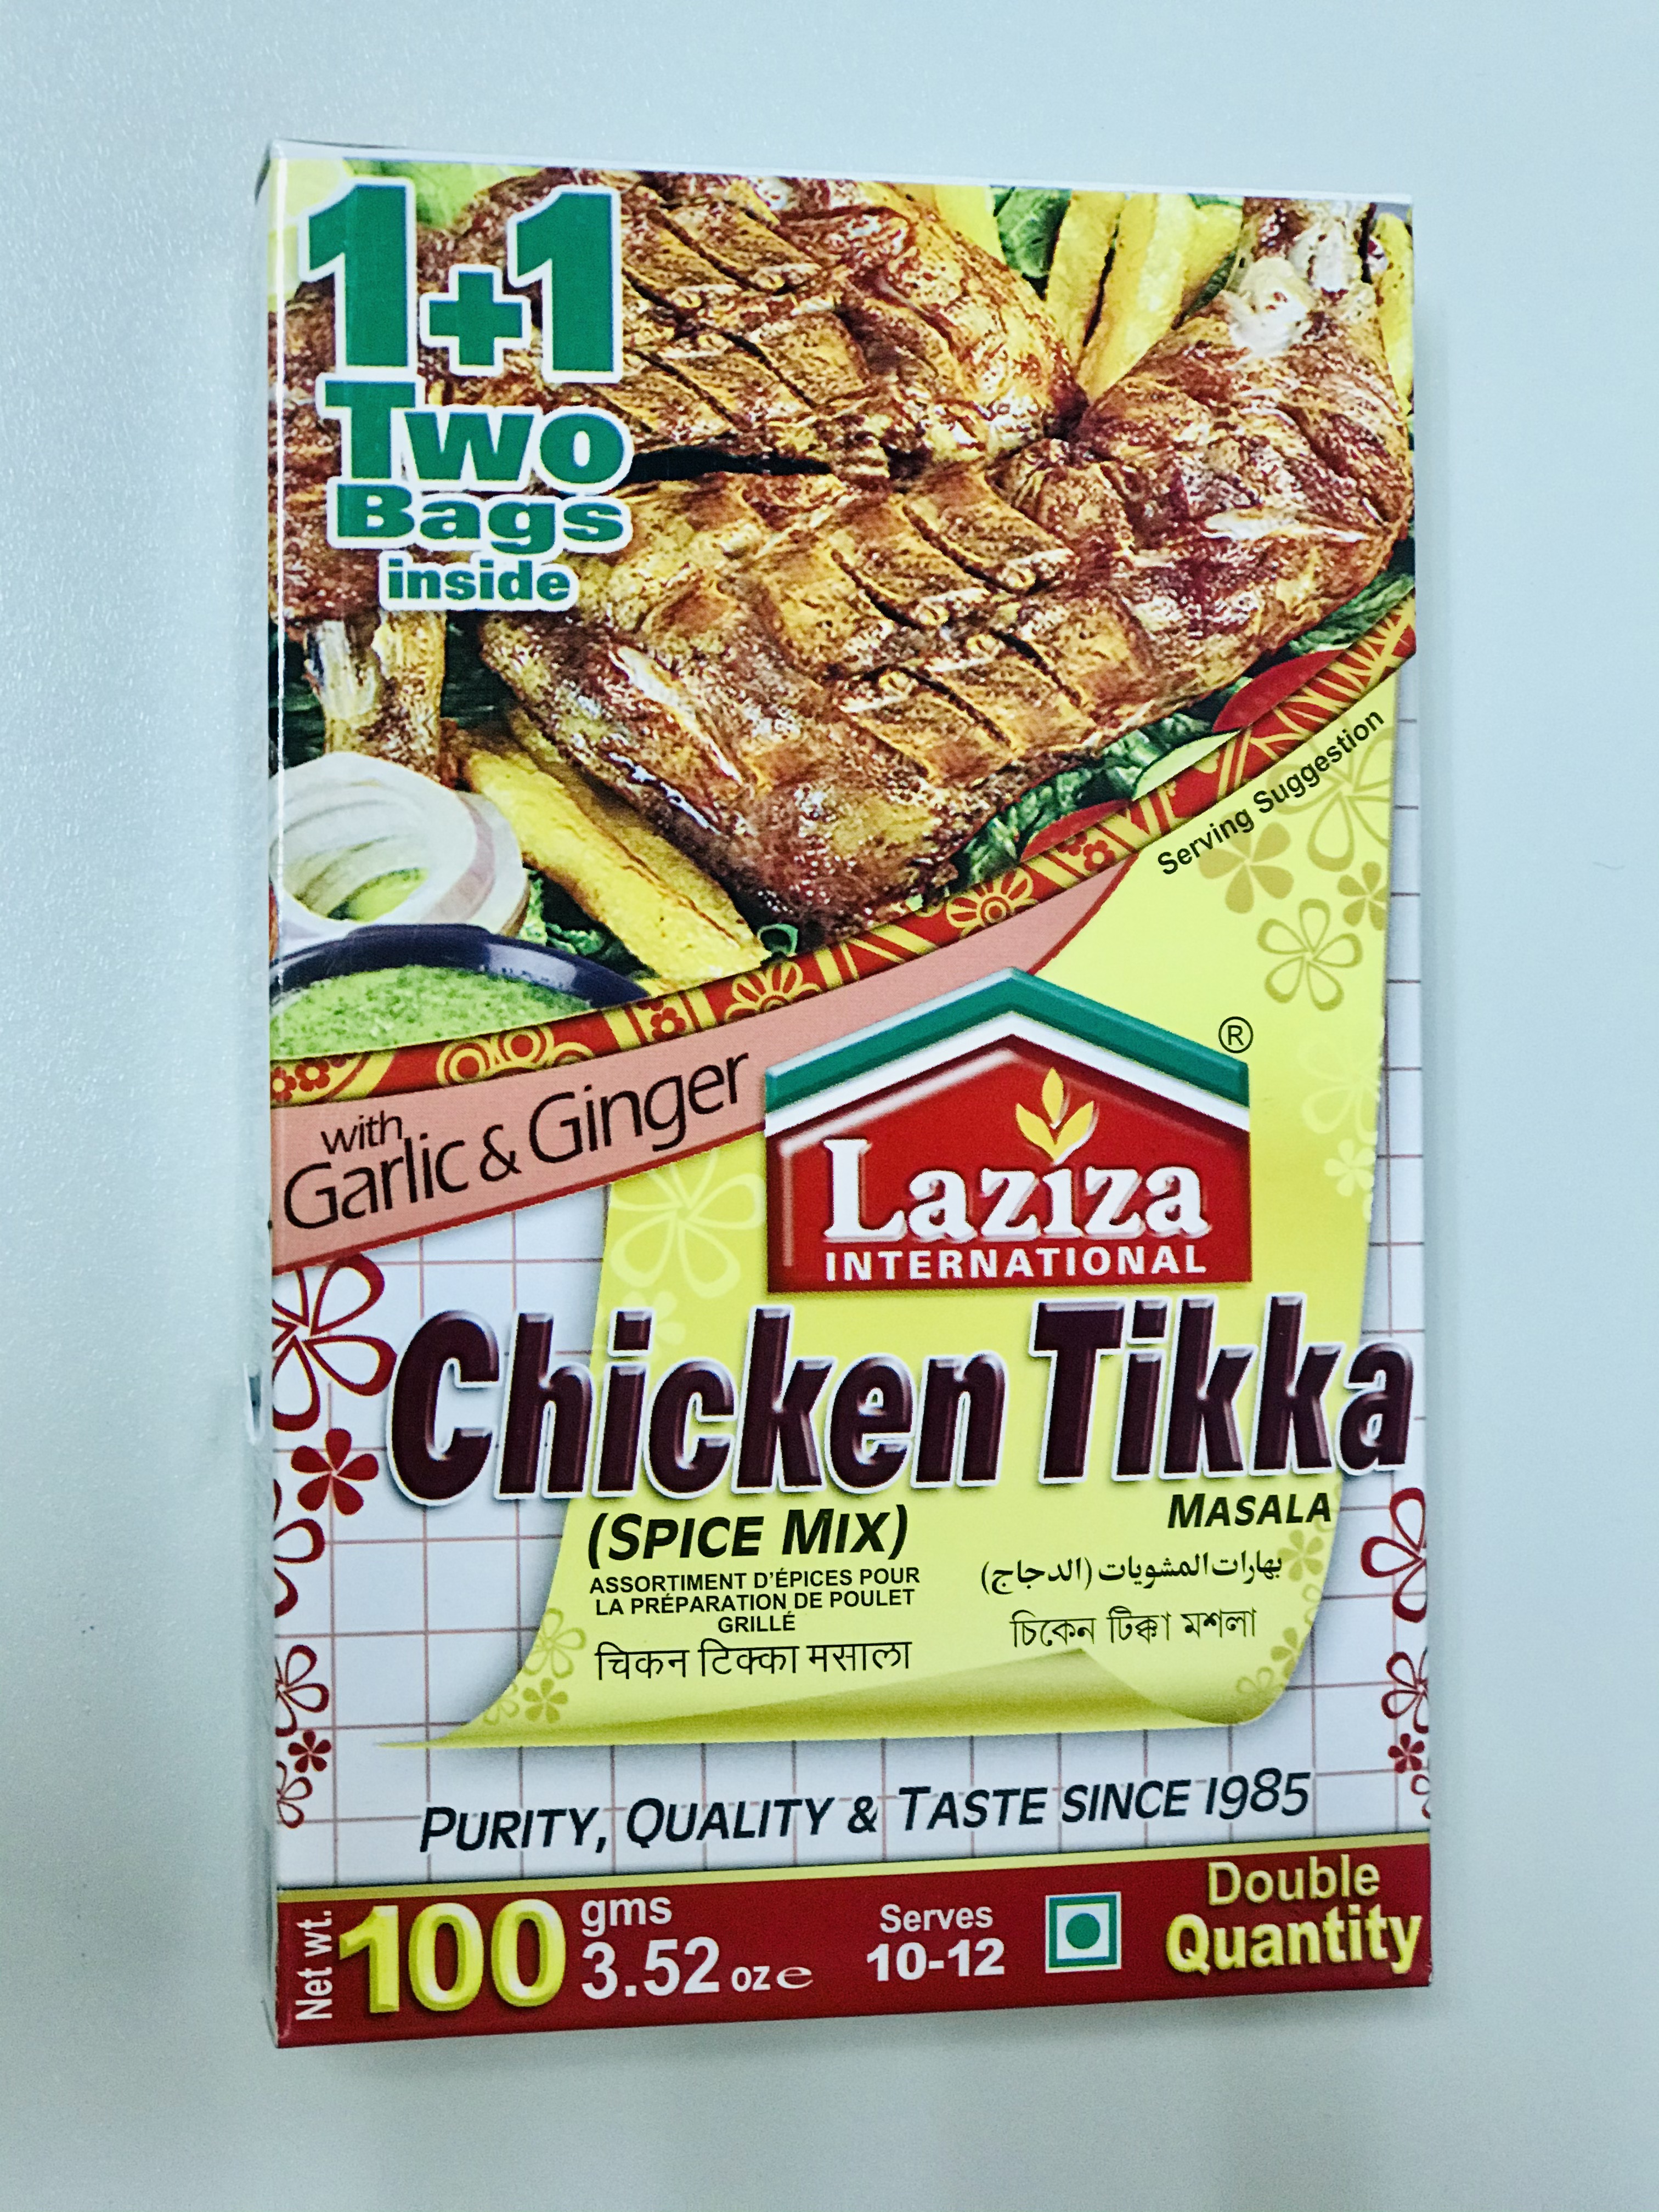 1+1
Two
Bags
inside
Serving Suggestion
with
Garlic & Ginger
®
Laziza
INTERNATIONAL
Chicken Tikka
(SPICE MIX)
MASALA
ASSORTIMENT D'ÉPICES POUR
LA PRÉPARATION DE POULET
GRILLÉ
चिकन टिक्का मसाला
بهارات المشويات (الدجاج)
চিকেন টিক্কা মশলা
PURITY, QUALITY & TASTE SINCE 1985
Net wt.
100 gms
3.52 oz e
Serves
10-12
Double
Quantity